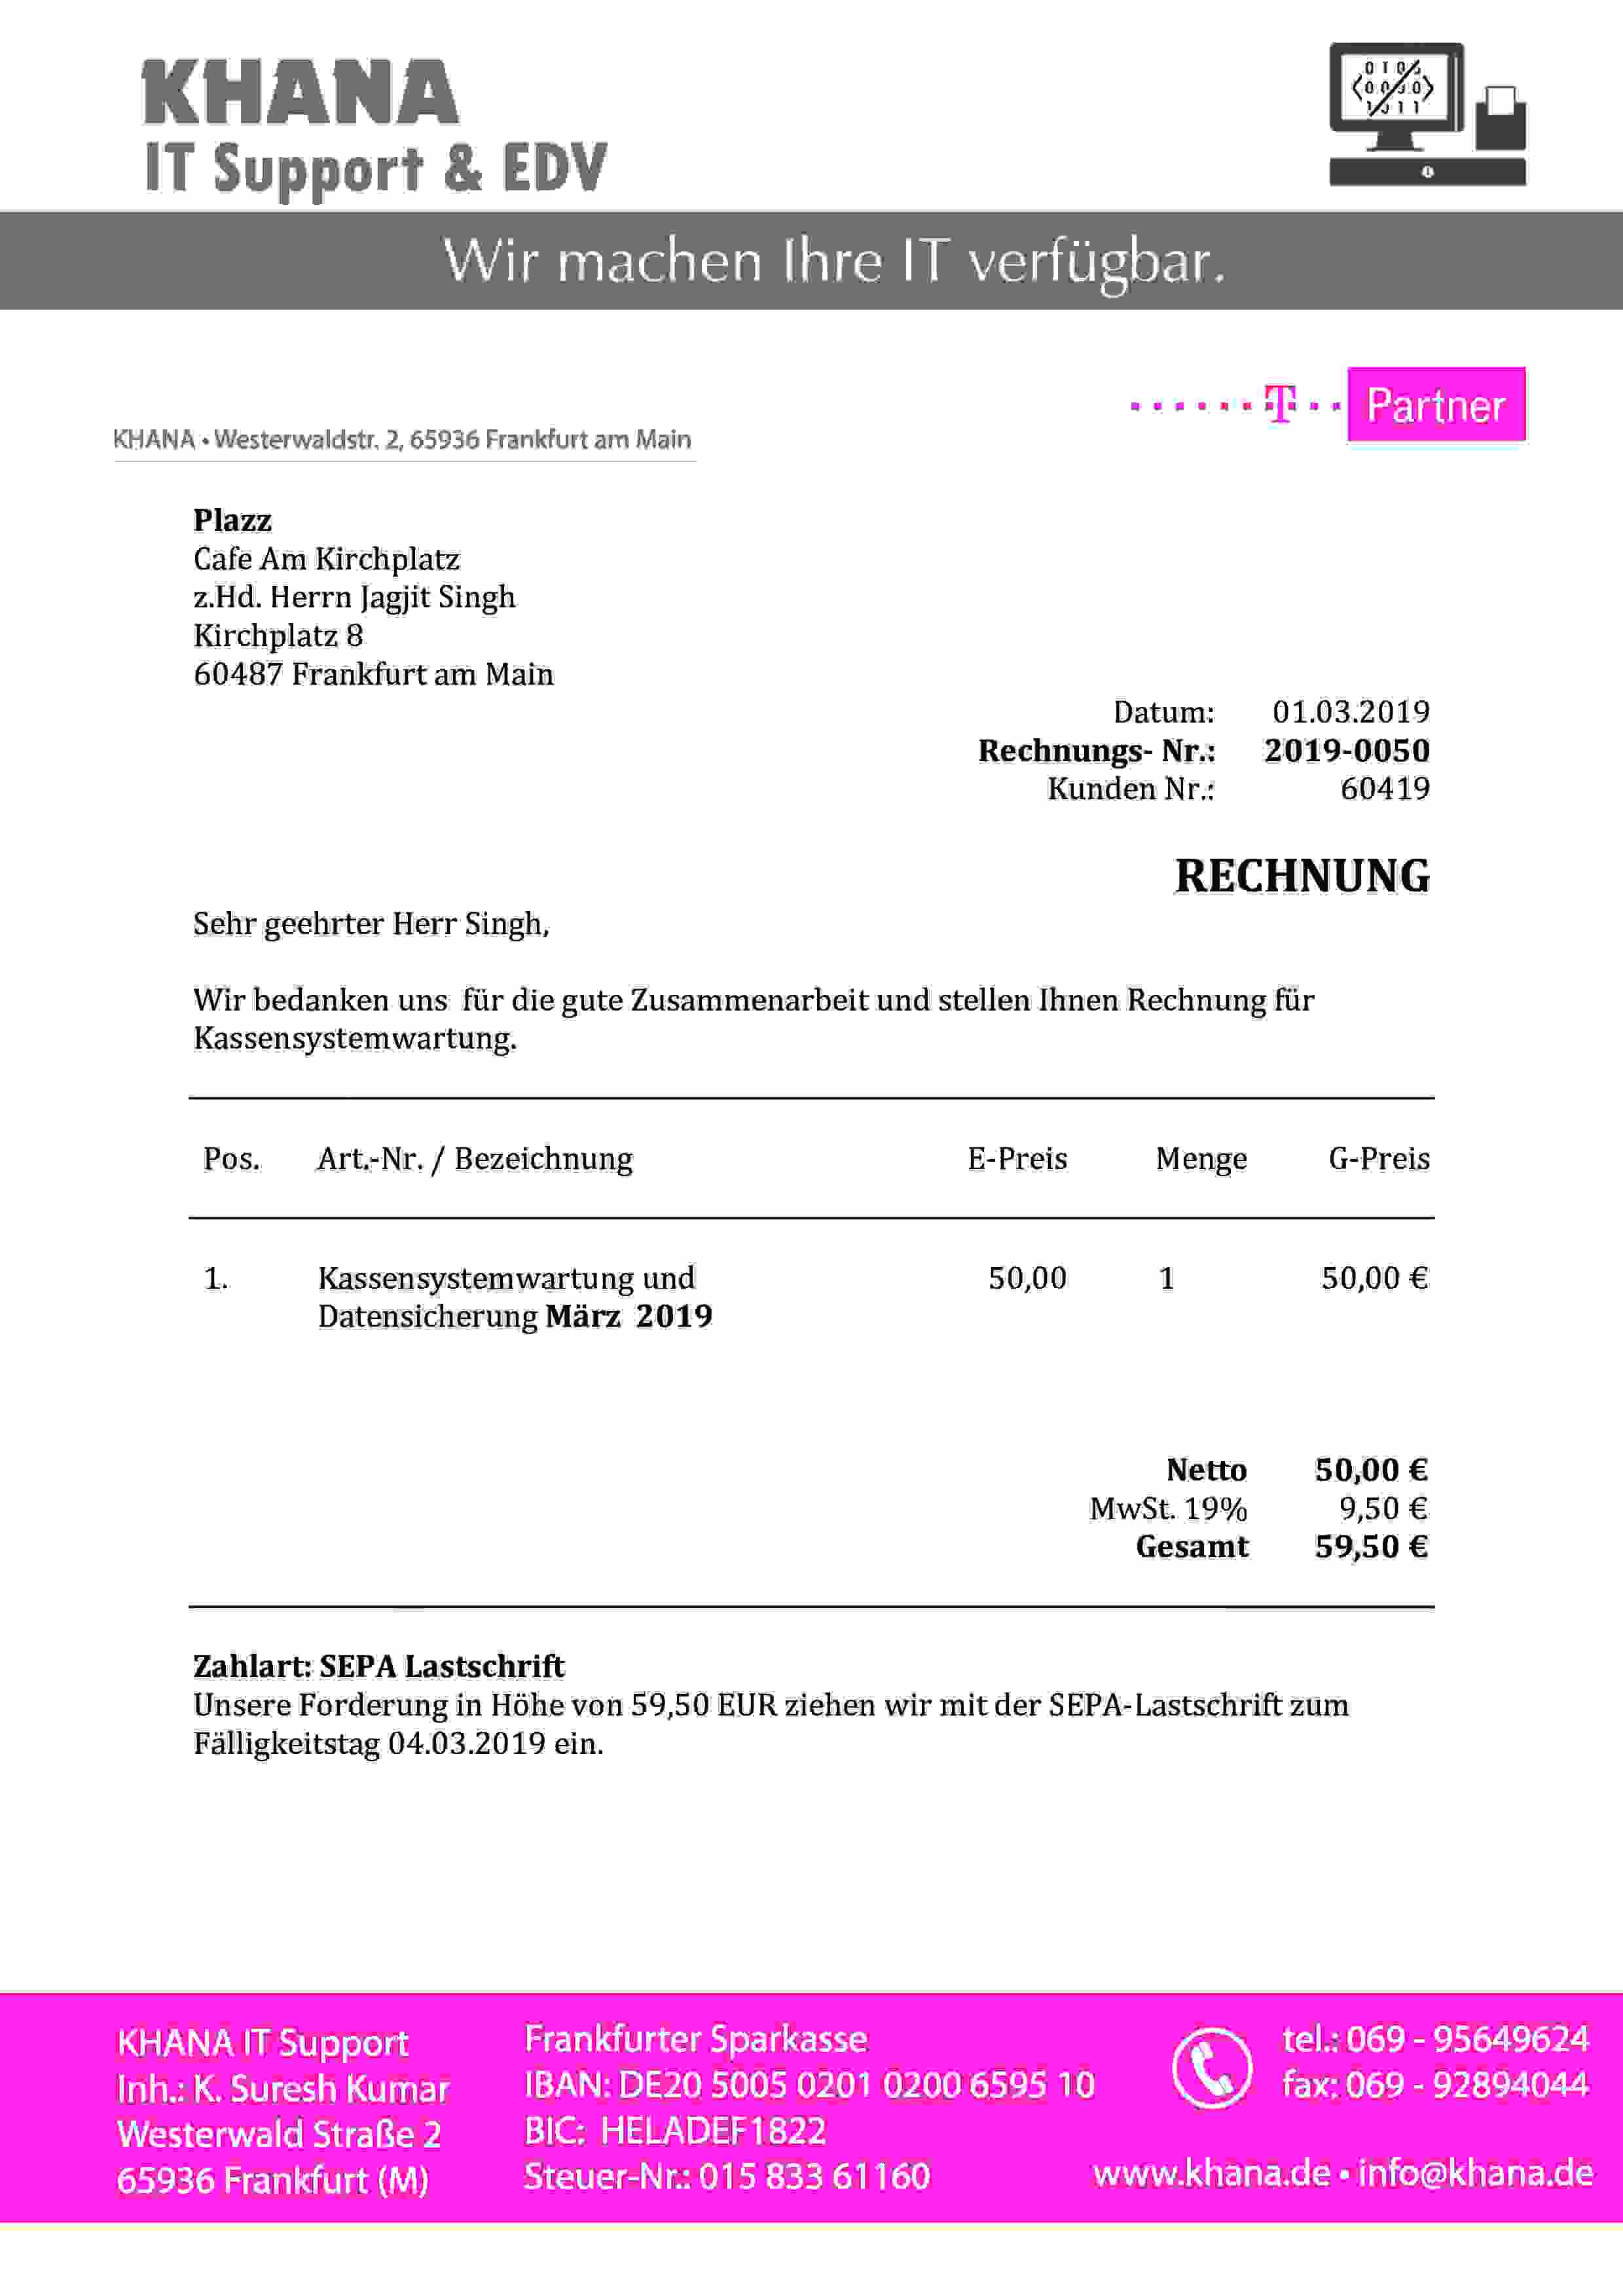 KHANA
IT Support & EDV
Wir machen Ihre IT verfügbar.
T Partner
KHANA • Westerwaldstr. 2, 65936 Frankfurt am Main
Plazz
Cafe Am Kirchplatz
z.Hd. Herrn Jagjit Singh
Kirchplatz 8
60487 Frankfurt am Main
Datum: 01.03.2019
Rechnungs- Nr.: 2019-0050
Kunden Nr.: 60419
RECHNUNG
Sehr geehrter Herr Singh,
Wir bedanken uns für die gute Zusammenarbeit und stellen Ihnen Rechnung für
Kassensystemwartung.
Pos. Art.-Nr. / Bezeichnung E-Preis Menge G-Preis
1. Kassensystemwartung und 50,00 1 50,00 €
Datensicherung März 2019
Netto 50,00 €
MwSt. 19% 9,50 €
Gesamt 59,50 €
Zahlart: SEPA Lastschrift
Unsere Forderung in Höhe von 59,50 EUR ziehen wir mit der SEPA-Lastschrift zum
Fälligkeitstag 04.03.2019 ein.
KHANA IT Support
Inh.: K. Suresh Kumar
Westerwald Straße 2
65936 Frankfurt (M)
Frankfurter Sparkasse
IBAN: DE20 5005 0201 0200 6595 10
BIC: HELADEF1822
Steuer-Nr.: 015 833 61160
tel.: 069 - 95649624
fax: 069 - 92894044
www.khana.de • info@khana.de